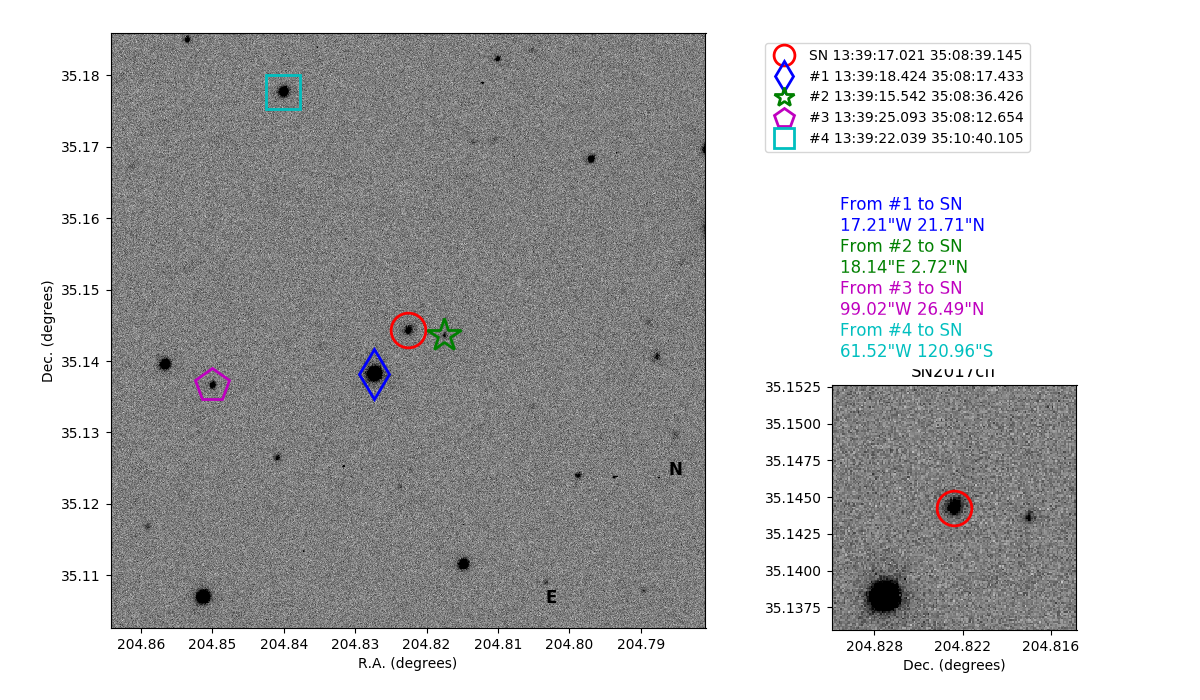 35.18
35.17
35.16
35.15
35.14
35.13
35.12
35.11
Dec. (degrees)
204.86 204.85 204.84 204.83 204.82 204.81 204.80 204.79
R.A. (degrees)
N
E
SN 13:39:17.021 35:08:39.145
#1 13:39:18.424 35:08:17.433
#2 13:39:15.542 35:08:36.426
#3 13:39:25.093 35:08:12.654
#4 13:39:22.039 35:10:40.105
From #1 to SN
17.21"W 21.71"N
From #2 to SN
18.14"E 2.72"N
From #3 to SN
99.02"W 26.49"N
From #4 to SN
61.52"W 120.96"S
SN2017cn
35.1525
35.1500
35.1475
35.1450
35.1425
35.1400
35.1375
204.828 204.822 204.816
Dec. (degrees)